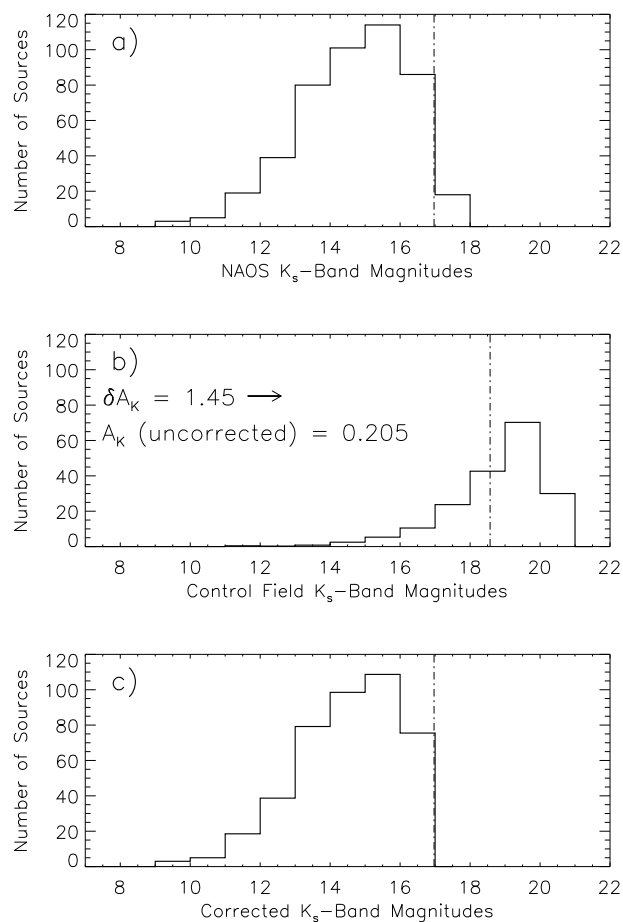 120
100
80
60
40
20
0
Number of Sources
a)
8 10 12 14 16 18 20 22
NAOS Kₛ-Band Magnitudes
120
100
80
60
40
20
0
Number of Sources
b)
δA_K = 1.45 →
A_K (uncorrected) = 0.205
8 10 12 14 16 18 20 22
Control Field Kₛ-Band Magnitudes
120
100
80
60
40
20
0
Number of Sources
c)
8 10 12 14 16 18 20 22
Corrected Kₛ-Band Magnitudes